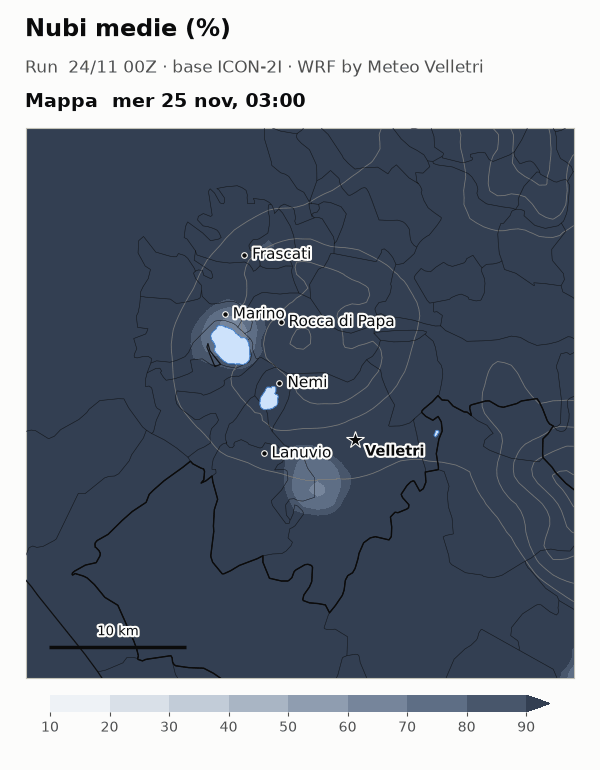 Nubi medie (%)
Run  24/11 00Z · base ICON-2I · WRF by Meteo Velletri
Mappa  mer 25 nov, 03:00
Frascati
Marino
Rocca di Papa
Nemi
Velletri
Lanuvio
10 km
10 20 30 40 50 60 70 80 90